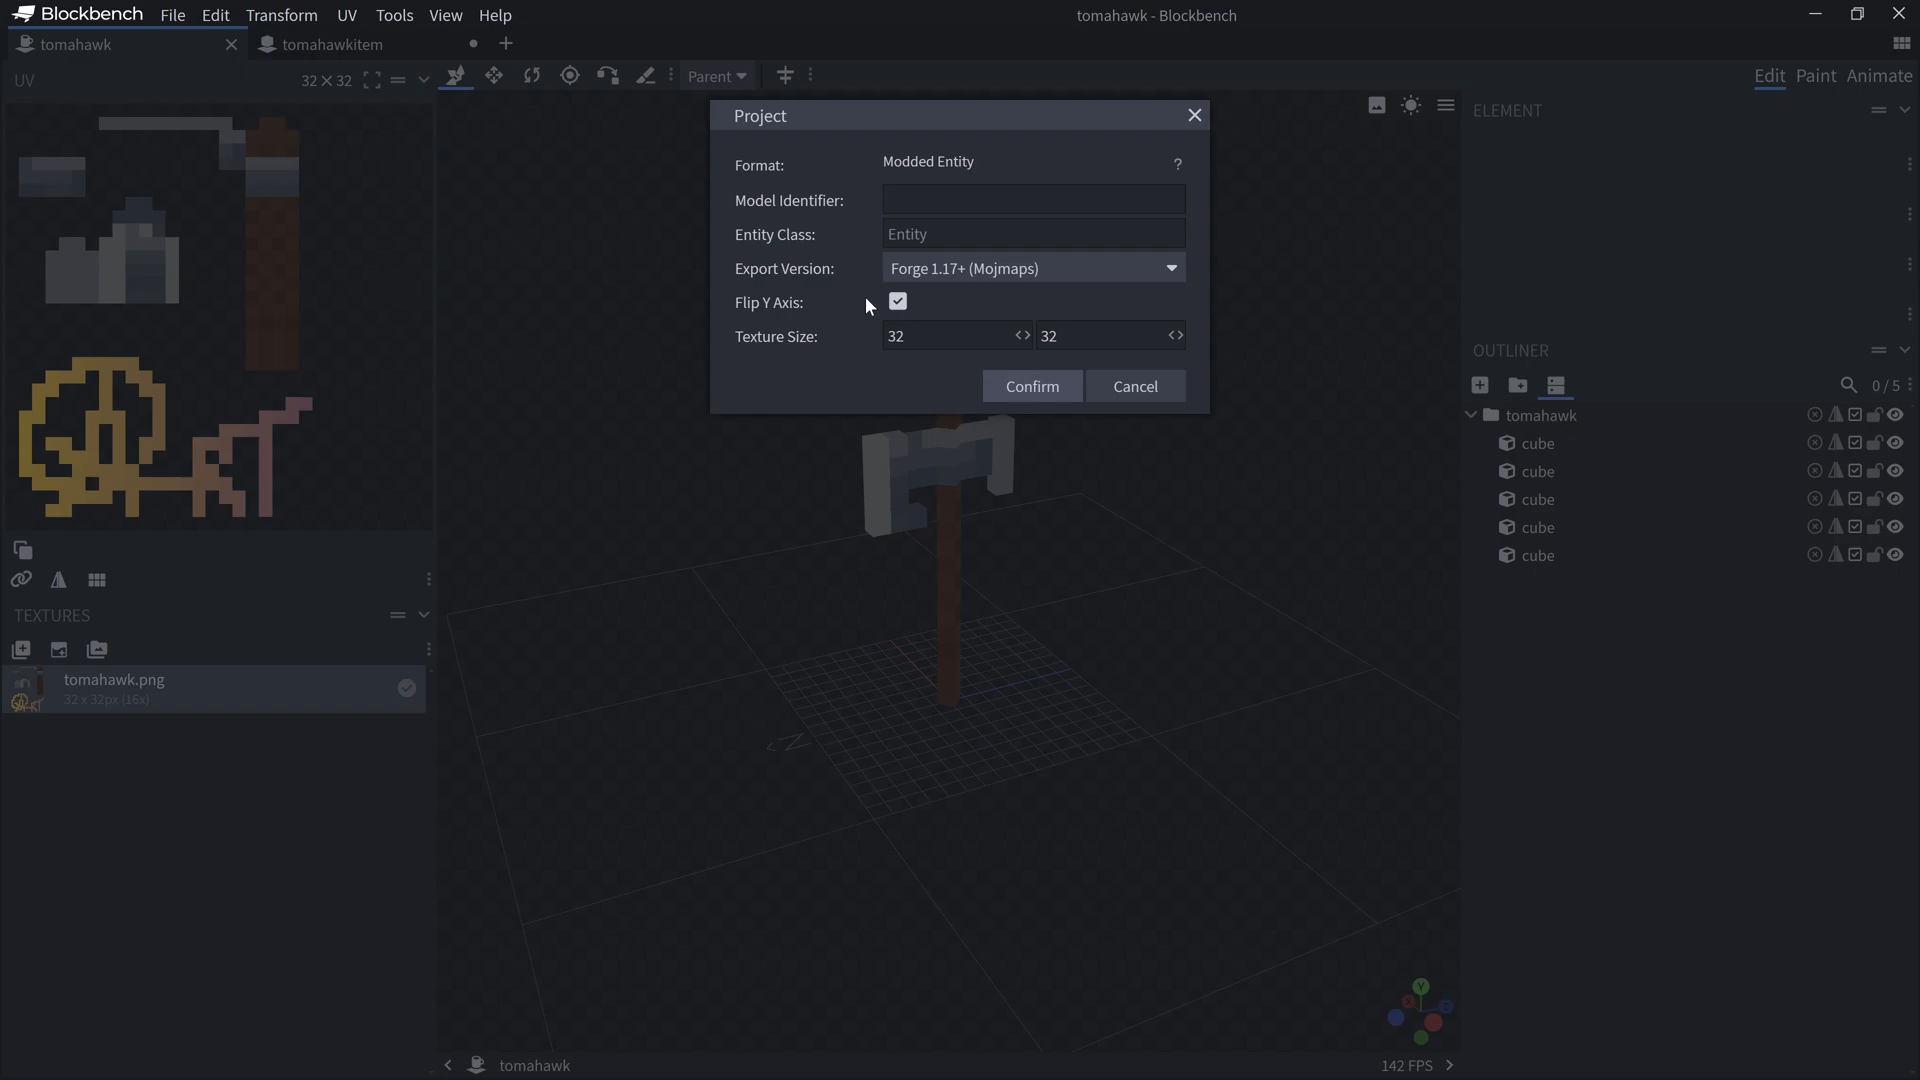 Blockbench File Edit Transform UV Tools View Help
tomahawk - Blockbench
tomahawk
tomahawkitem
UV
32 × 32
Parent
Edit Paint Animate
Project
Format: Modded Entity ?
Model Identifier:
Entity Class: Entity
Export Version: Forge 1.17+ (Mojmaps)
Flip Y Axis:
Texture Size: 32 32
Confirm Cancel
ELEMENT
OUTLINER
0 / 5
tomahawk
cube
cube
cube
cube
cube
TEXTURES
tomahawk.png
32 x 32px (16x)
N
Y
X
Z
tomahawk
142 FPS